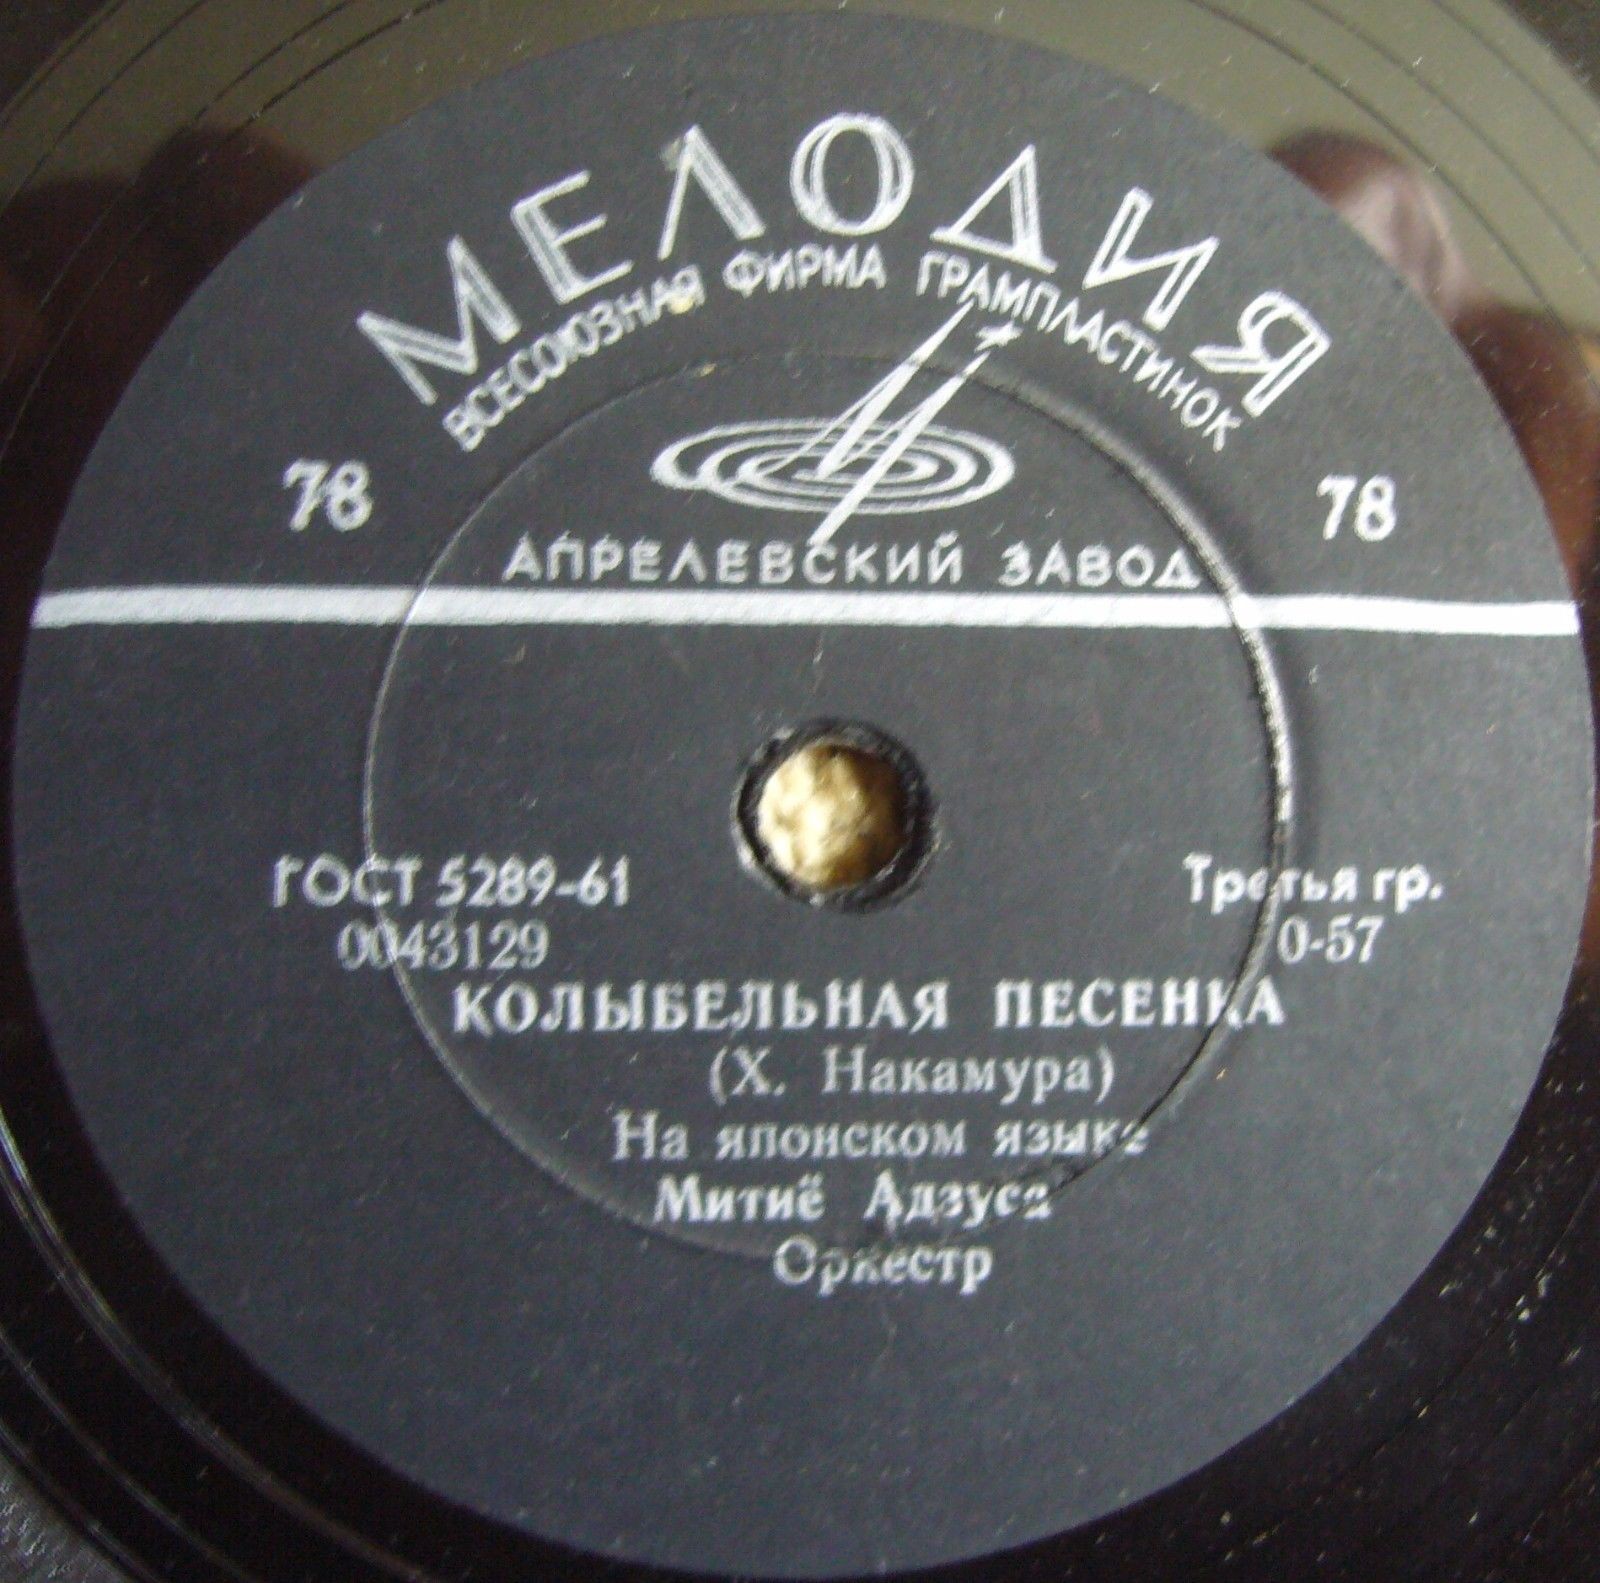 МЕЛОДИЯ
ВСЕСОЮЗНАЯ ФИРМА ГРАМПЛАСТИНОК
78 78
АПРЕЛЕВСКИЙ ЗАВОД
ГОСТ 5289-61 Третья гр.
0043129 0-57
КОЛЫБЕЛЬНАЯ ПЕСЕНКА
(Х. Накамура)
На японском языке
Митиё Адзуса
Оркестр